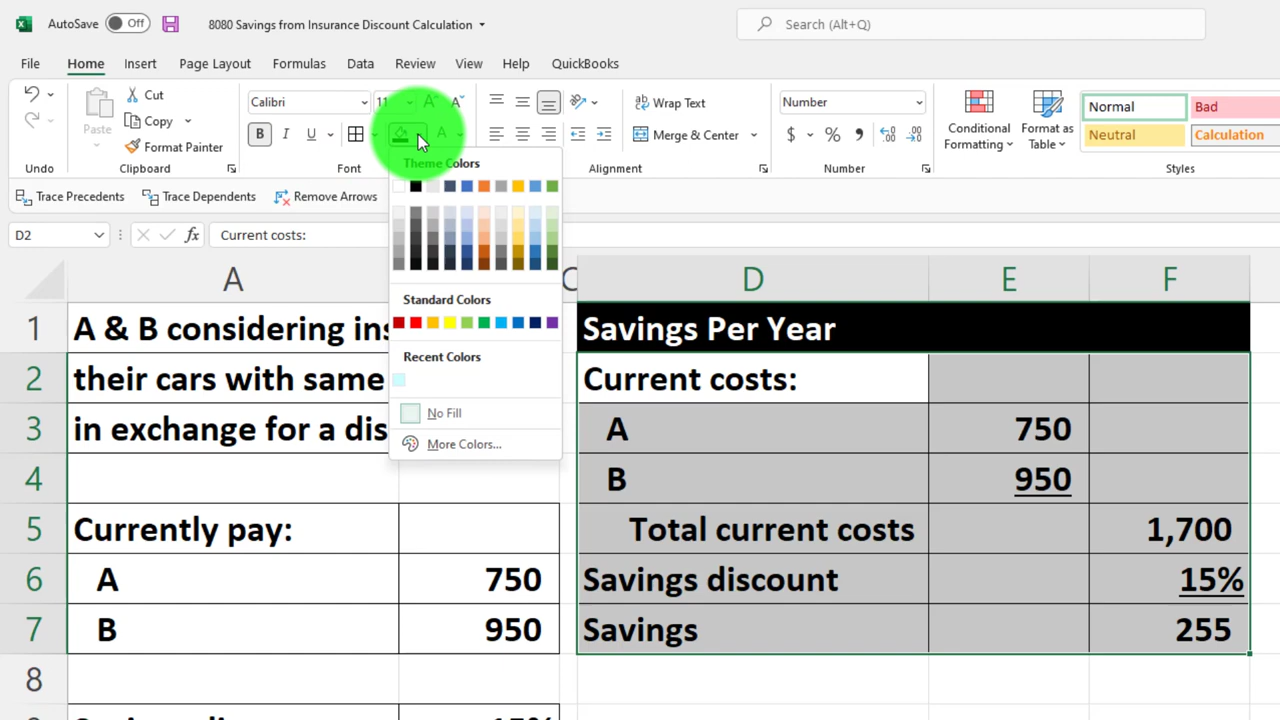 AutoSave Off 8080 Savings from Insurance Discount Calculation Search (Alt+Q)
File Home Insert Page Layout Formulas Data Review View Help QuickBooks
Cut Calibri 11 A A Wrap Text Number Normal Bad
Paste Copy Conditional Formatting Format as Table
Format Painter B I U A Merge & Center $ % Neutral Calculation
Undo Clipboard Font Alignment Number Styles
Trace Precedents Trace Dependents Remove Arrows
D2 fx Current costs:
Theme Colors
Standard Colors
Recent Colors
No Fill
More Colors...
A C D E F
1 A & B considering ins Savings Per Year
2 their cars with same Current costs:
3 in exchange for a dis A 750
4 B 950
5 Currently pay: Total current costs 1,700
6 A 750 Savings discount 15%
7 B 950 Savings 255
8